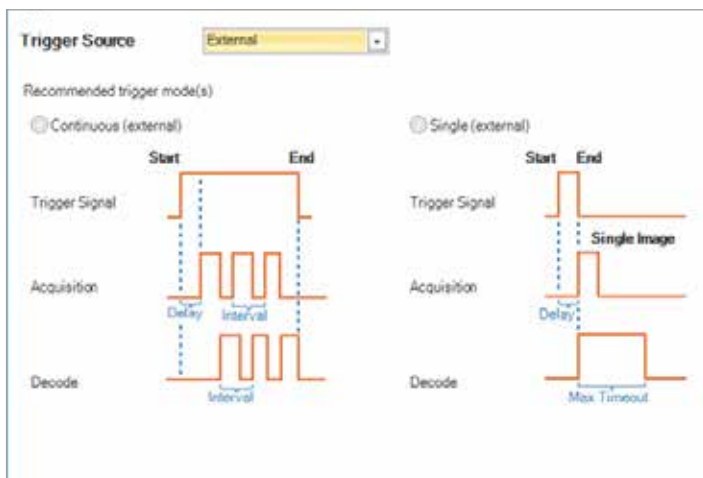 Trigger Source External
Recommended trigger mode(s)
Continuous (external)
Start End
Trigger Signal
Acquisition
Delay Interval
Decode
Interval
Single (external)
Start End
Trigger Signal
Single Image
Acquisition
Delay
Decode
Max Timeout